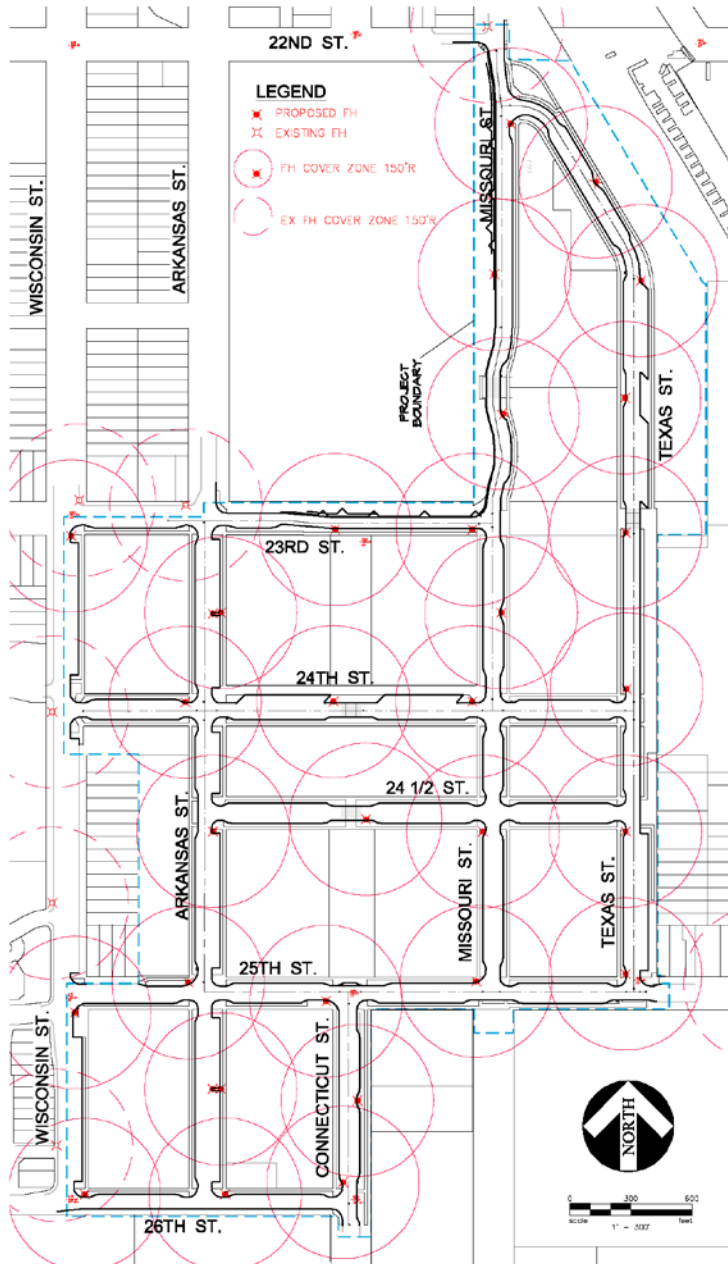 22ND ST.
LEGEND
PROPOSED FH
EXISTING FH
FH COVER ZONE 150'R
EX FH COVER ZONE 150'R
WISCONSIN ST.
ARKANSAS ST.
MISSOURI ST.
PROJECT
BOUNDARY
TEXAS ST.
23RD ST.
24TH ST.
24 1/2 ST.
ARKANSAS ST.
MISSOURI ST.
TEXAS ST.
25TH ST.
WISCONSIN ST.
CONNECTICUT ST.
26TH ST.
NORTH
0 300 600
scale feet
1" = 300'